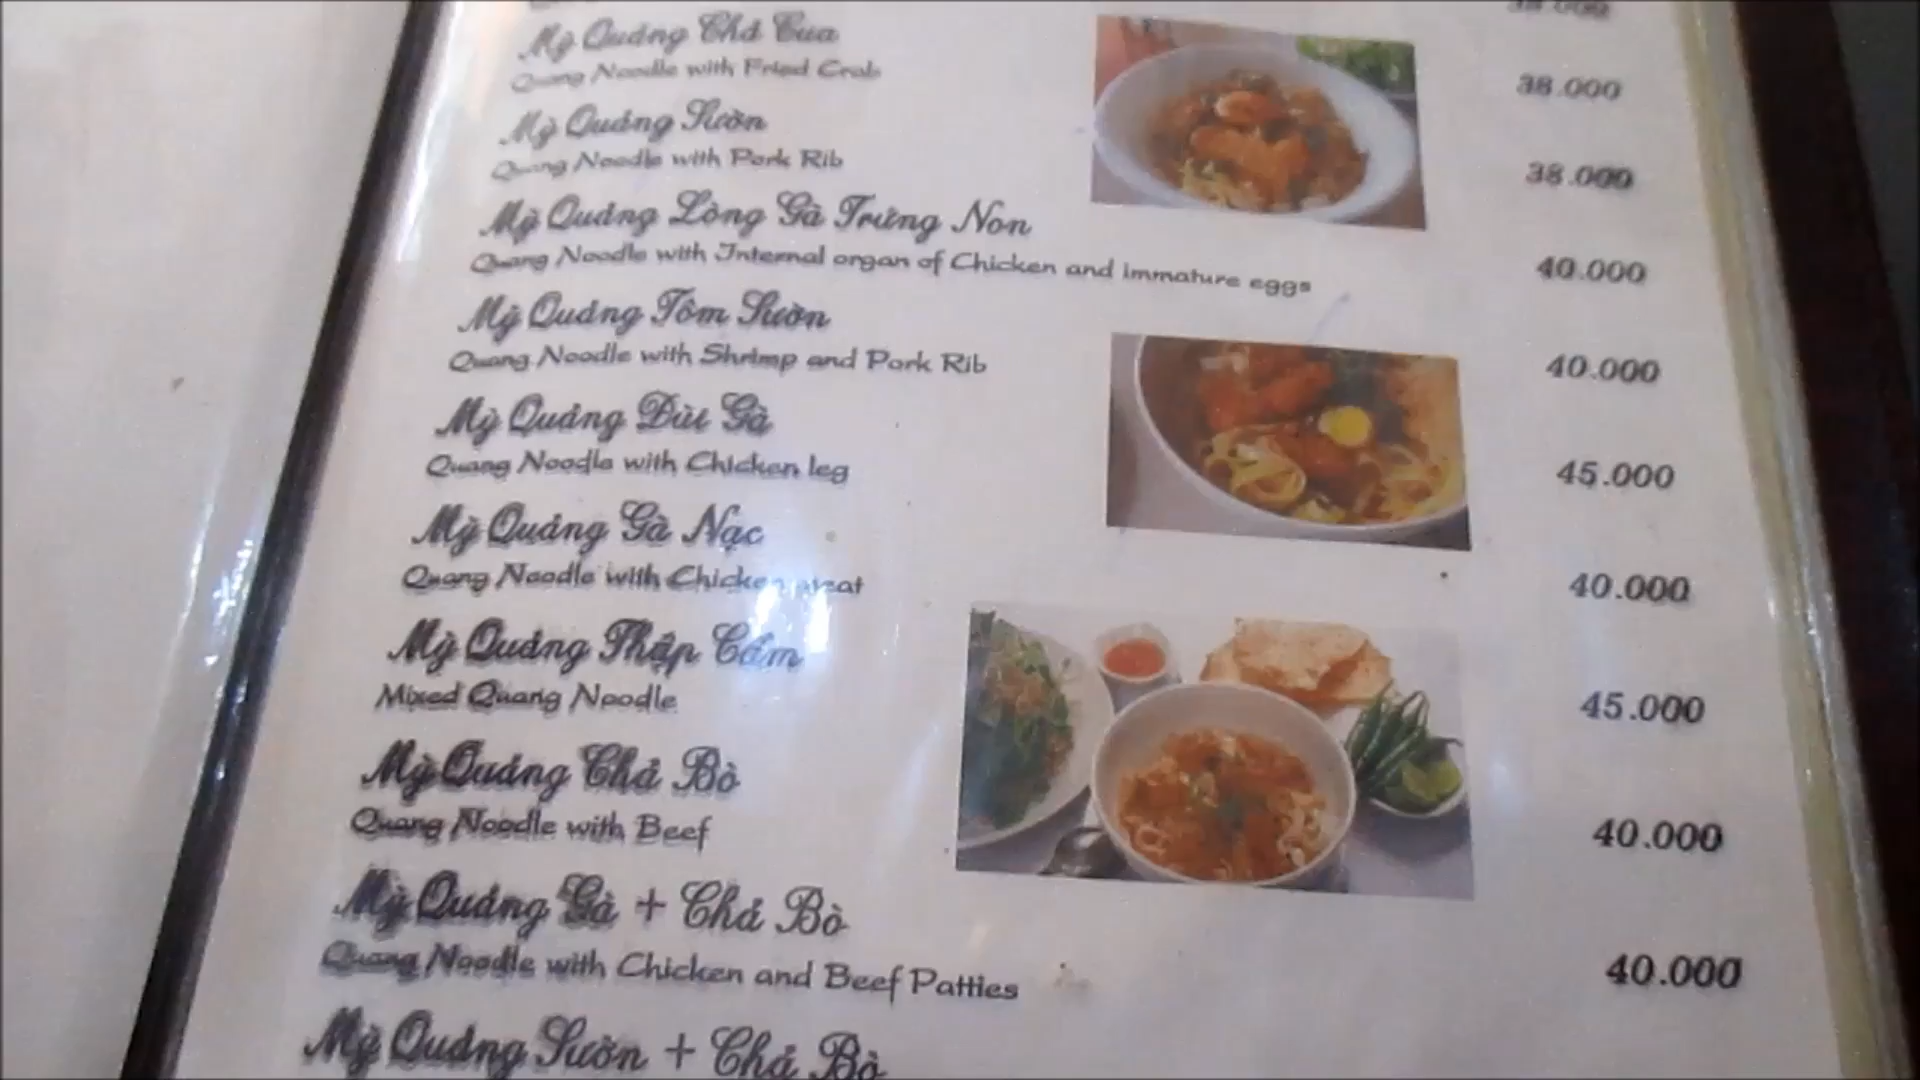 38.000
Mỳ Quảng Chả Cua
Quang Noodle with Fried Crab
38.000
Mỳ Quảng Sườn
Quang Noodle with Pork Rib
38.000
Mỳ Quảng Lòng Gà Trứng Non
Quang Noodle with Internal organ of Chicken and immature eggs
40.000
Mỳ Quảng Tôm Sườn
Quang Noodle with Shrimp and Pork Rib
40.000
Mỳ Quảng Đùi Gà
Quang Noodle with Chicken leg
45.000
Mỳ Quảng Gà Nạc
Quang Noodle with Chicken meat
40.000
Mỳ Quảng Thập Cẩm
Mixed Quang Noodle
45.000
Mỳ Quảng Chả Bò
Quang Noodle with Beef
40.000
Mỳ Quảng Gà + Chả Bò
Quang Noodle with Chicken and Beef Patties
40.000
Mỳ Quảng Sườn + Chả Bò